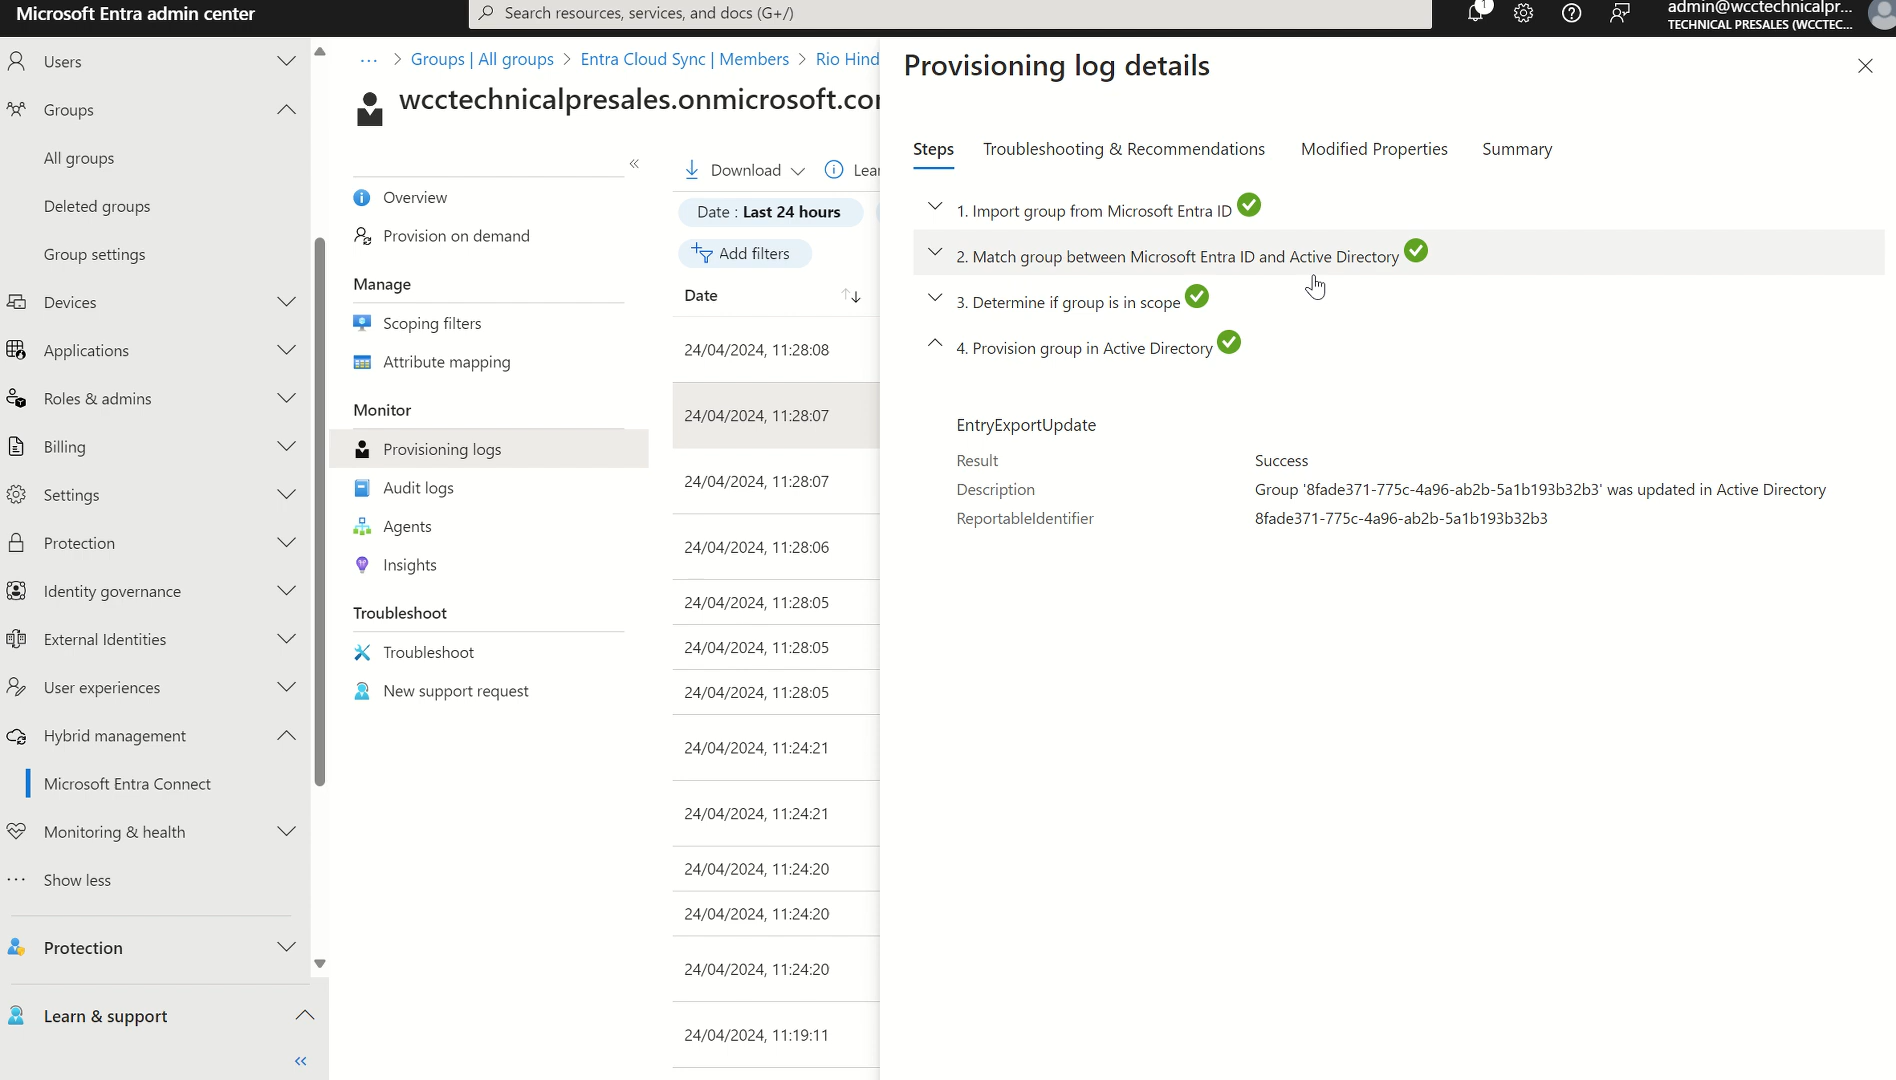 Microsoft Entra admin center
Search resources, services, and docs (G+/)
1
admin@wcctechnicalpr...
TECHNICAL PRESALES (WCCTEC...
Users
Groups
All groups
Deleted groups
Group settings
Devices
Applications
Roles & admins
Billing
Settings
Protection
Identity governance
External Identities
User experiences
Hybrid management
Microsoft Entra Connect
Monitoring & health
Show less
Protection
Learn & support
... > Groups | All groups > Entra Cloud Sync | Members > Rio Hind
wcctechnicalpresales.onmicrosoft.co
Overview
Provision on demand
Manage
Scoping filters
Attribute mapping
Monitor
Provisioning logs
Audit logs
Agents
Insights
Troubleshoot
Troubleshoot
New support request
Download
Lear
Date : Last 24 hours
Add filters
Date
24/04/2024, 11:28:08
24/04/2024, 11:28:07
24/04/2024, 11:28:07
24/04/2024, 11:28:06
24/04/2024, 11:28:05
24/04/2024, 11:28:05
24/04/2024, 11:28:05
24/04/2024, 11:24:21
24/04/2024, 11:24:21
24/04/2024, 11:24:20
24/04/2024, 11:24:20
24/04/2024, 11:24:20
24/04/2024, 11:19:11
Provisioning log details
Steps
Troubleshooting & Recommendations
Modified Properties
Summary
1. Import group from Microsoft Entra ID
2. Match group between Microsoft Entra ID and Active Directory
3. Determine if group is in scope
4. Provision group in Active Directory
EntryExportUpdate
Result Success
Description Group '8fade371-775c-4a96-ab2b-5a1b193b32b3' was updated in Active Directory
ReportableIdentifier 8fade371-775c-4a96-ab2b-5a1b193b32b3